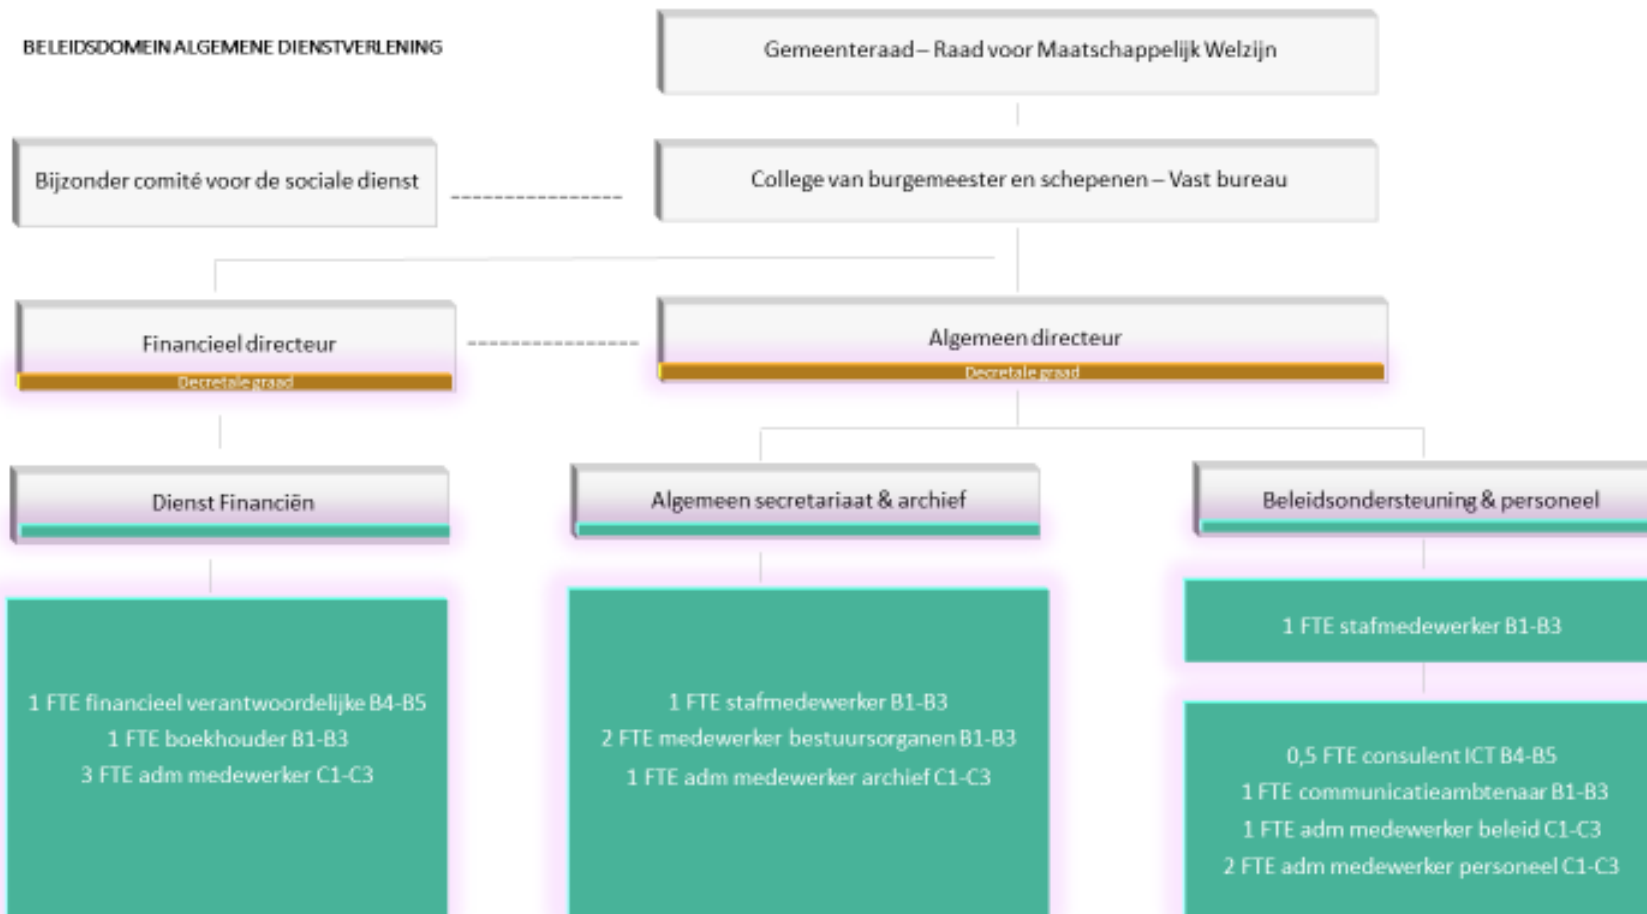 BELEIDSDOMEIN ALGEMENE DIENSTVERLENING
Gemeenteraad – Raad voor Maatschappelijk Welzijn
Bijzonder comité voor de sociale dienst
College van burgemeester en schepenen – Vast bureau
Financieel directeur
Decretale graad
Algemeen directeur
Decretale graad
Dienst Financiën
Algemeen secretariaat & archief
Beleidsondersteuning & personeel
1 FTE financieel verantwoordelijke B4-B5
1 FTE boekhouder B1-B3
3 FTE adm medewerker C1-C3
1 FTE stafmedewerker B1-B3
2 FTE medewerker bestuursorganen B1-B3
1 FTE adm medewerker archief C1-C3
1 FTE stafmedewerker B1-B3
0,5 FTE consulent ICT B4-B5
1 FTE communicatieambtenaar B1-B3
1 FTE adm medewerker beleid C1-C3
2 FTE adm medewerker personeel C1-C3